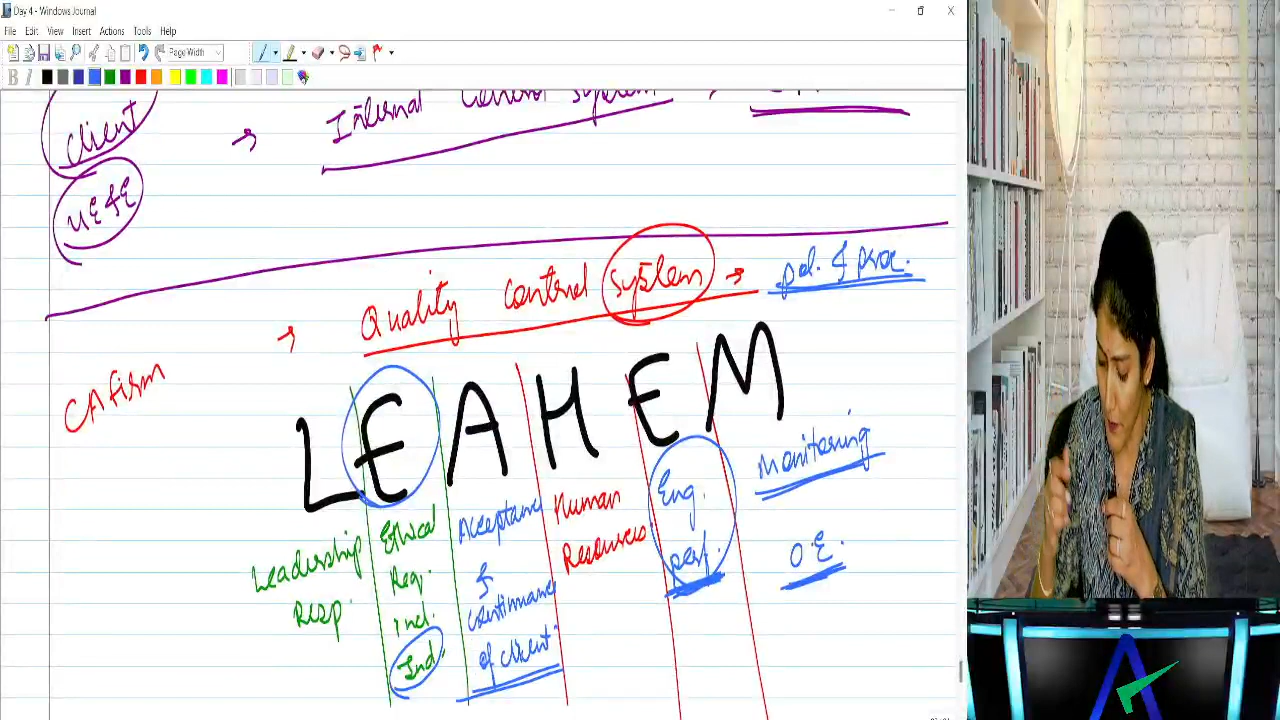 Day 4 - Windows Journal
File Edit View Insert Actions Tools Help
Page Width
B I
Internal Control System →
client →
Quality Control System → pol. & proc.
CA firm →
LEAHEM
Leadership Resp.
Ethical Req. incl. Ind.
Acceptance & continuance of client
Human Resources
Eng. perf.
Monitoring
O.E.